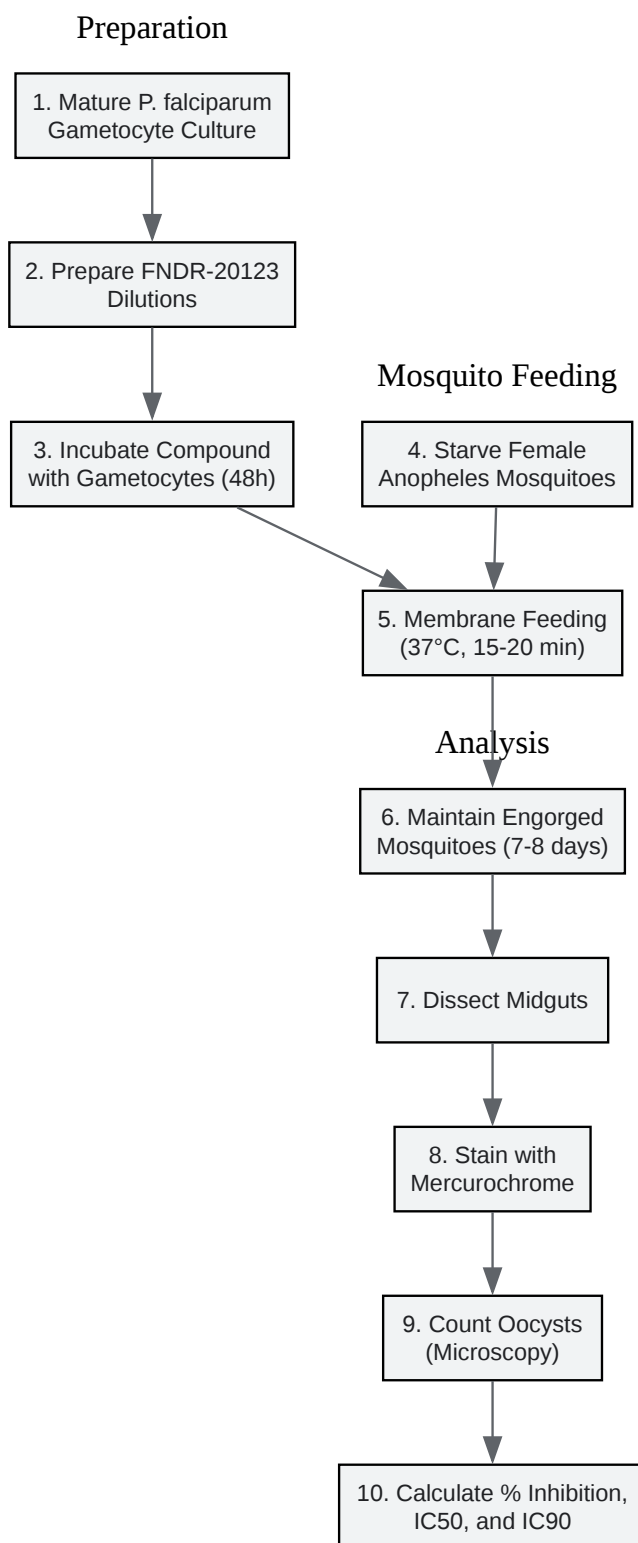 Preparation
1. Mature P. falciparum
Gametocyte Culture
2. Prepare FNDR-20123
Dilutions
Mosquito Feeding
3. Incubate Compound
with Gametocytes (48h)
4. Starve Female
Anopheles Mosquitoes
5. Membrane Feeding
(37°C, 15-20 min)
Analysis
6. Maintain Engorged
Mosquitoes (7-8 days)
7. Dissect Midguts
8. Stain with
Mercurochrome
9. Count Oocysts
(Microscopy)
10. Calculate % Inhibition,
IC50, and IC90